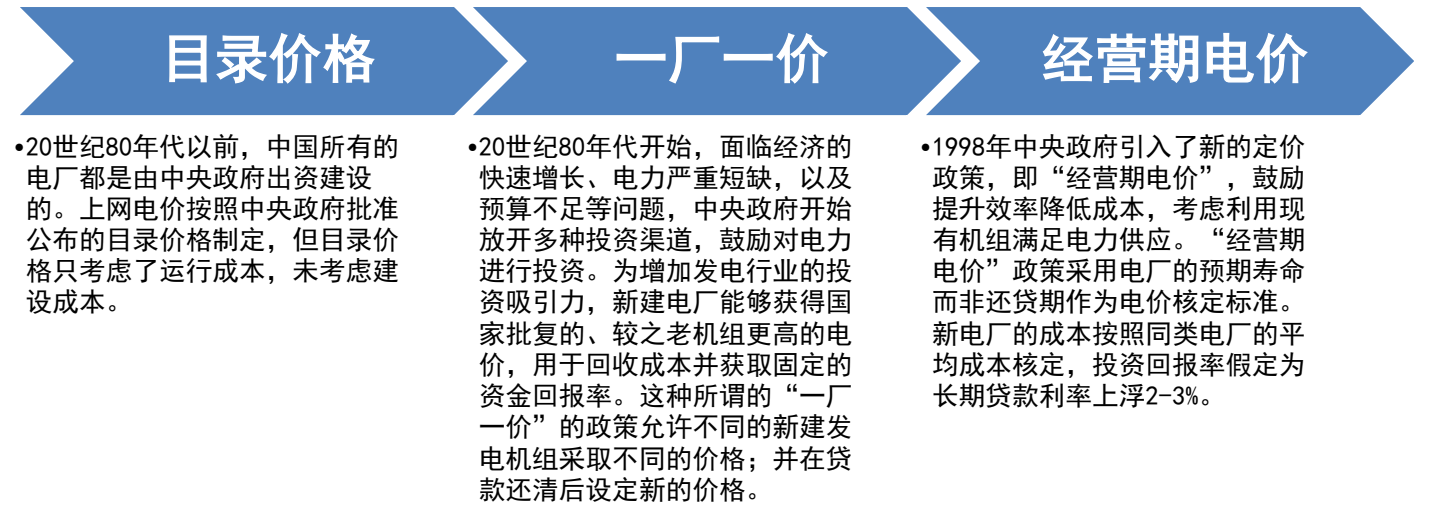 目录价格
•20世纪80年代以前，中国所有的
电厂都是由中央政府出资建设
的。上网电价按照中央政府批准
公布的目录价格制定，但目录价
格只考虑了运行成本，未考虑建
设成本。
一厂一价
•20世纪80年代开始，面临经济的
快速增长、电力严重短缺，以及
预算不足等问题，中央政府开始
放开多种投资渠道，鼓励对电力
进行投资。为增加发电行业的投
资吸引力，新建电厂能够获得国
家批复的、较之老机组更高的电
价，用于回收成本并获取固定的
资金回报率。这种所谓的“一厂
一价”的政策允许不同的新建发
电机组采取不同的价格；并在贷
款还清后设定新的价格。
经营期电价
•1998年中央政府引入了新的定价
政策，即“经营期电价”，鼓励
提升效率降低成本，考虑利用现
有机组满足电力供应。“经营期
电价”政策采用电厂的预期寿命
而非还贷期作为电价核定标准。
新电厂的成本按照同类电厂的平
均成本核定，投资回报率假定为
长期贷款利率上浮2-3%。